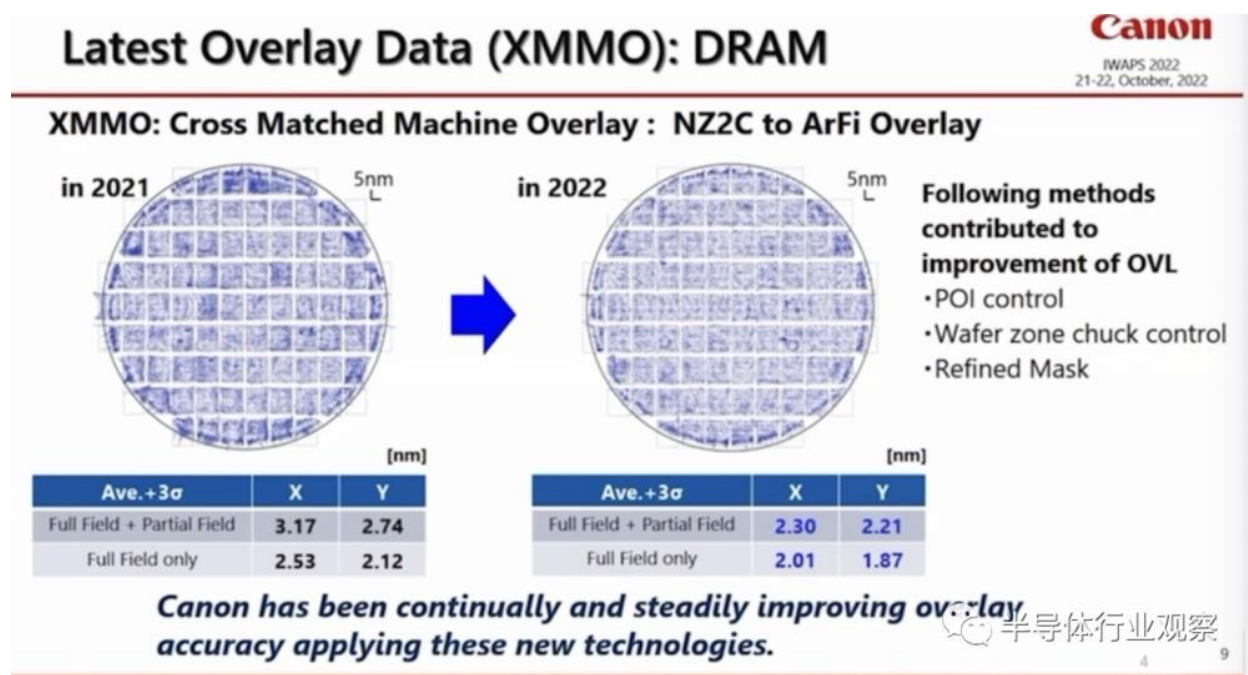 Latest Overlay Data (XMMO): DRAM
Canon
IWAPS 2022
21-22, October, 2022
XMMO: Cross Matched Machine Overlay : NZ2C to ArFi Overlay
in 2021
5nm
in 2022
5nm
Following methods
contributed to
improvement of OVL
・POI control
・Wafer zone chuck control
・Refined Mask
[nm]
Ave.+3σ X Y
Full Field + Partial Field 3.17 2.74
Full Field only 2.53 2.12
[nm]
Ave.+3σ X Y
Full Field + Partial Field 2.30 2.21
Full Field only 2.01 1.87
Canon has been continually and steadily improving overlay
accuracy applying these new technologies.
半导体行业观察
4
9